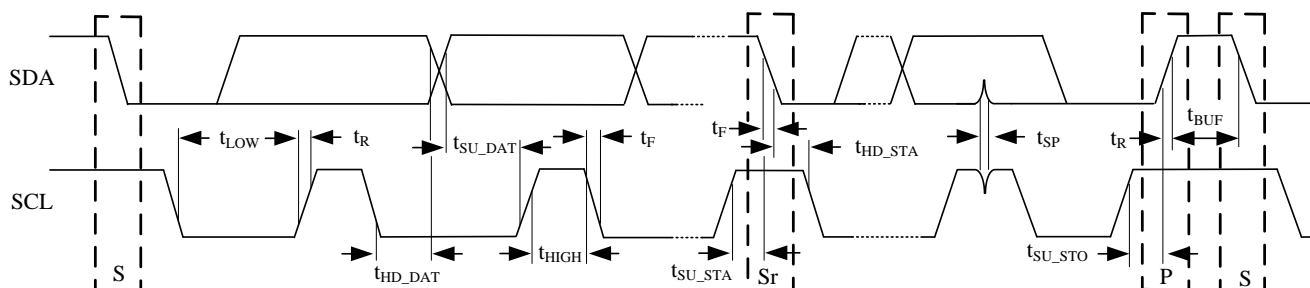 SDA
t_LOW
t_R
t_SU_DAT
t_F
t_F
t_HD_STA
t_SP
t_R
t_BUF
SCL
t_HD_DAT
t_HIGH
t_SU_STA
t_SU_STO
S
Sr
P
S